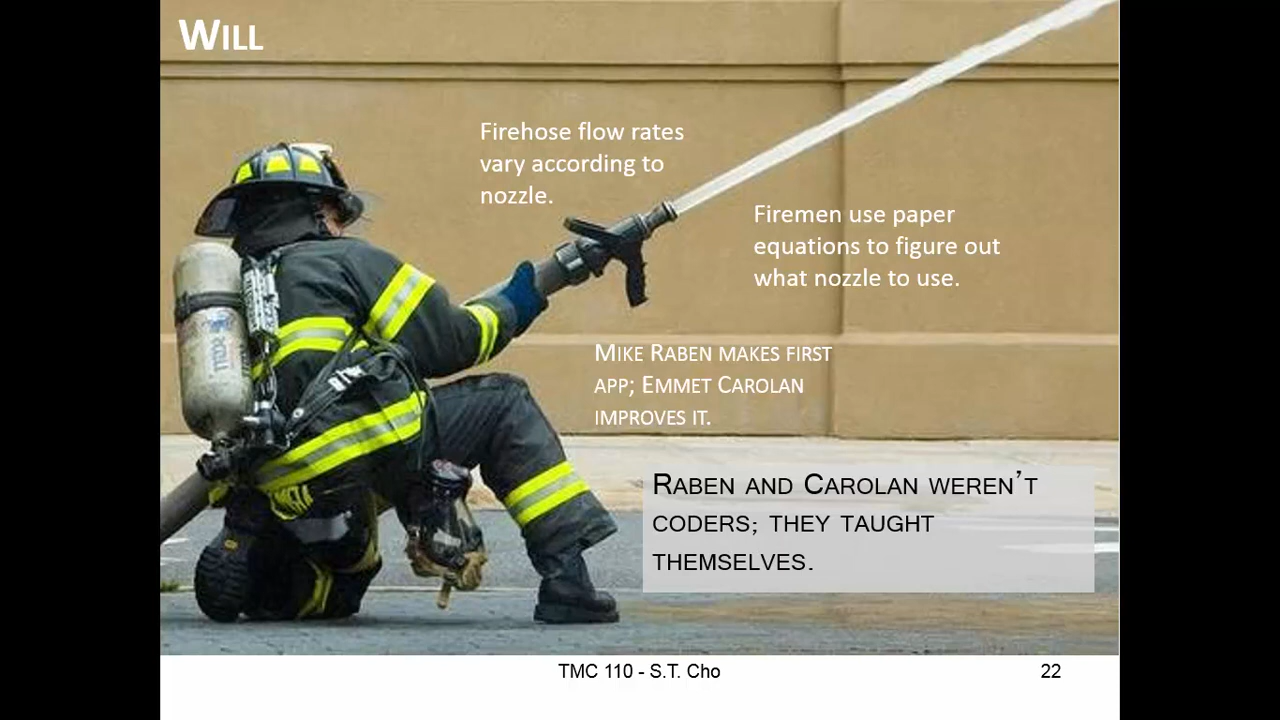 Will
Firehose flow rates
vary according to
nozzle.
Firemen use paper
equations to figure out
what nozzle to use.
Mike Raben makes first
app; Emmet Carolan
improves it.
Raben and Carolan weren’t
coders; they taught
themselves.
TMC 110 - S.T. Cho
22